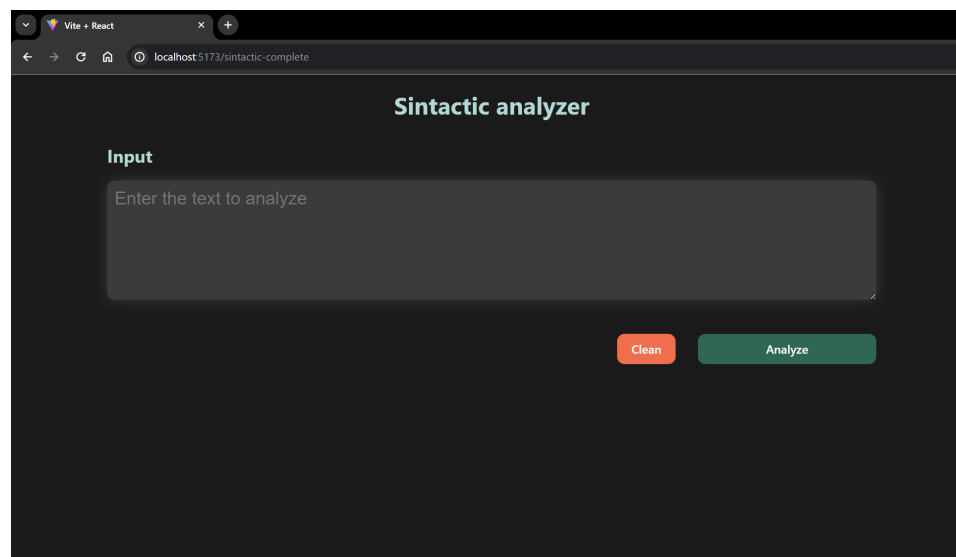 Vite + React
localhost:5173/sintactic-complete
Sintactic analyzer
Input
Enter the text to analyze
Clean
Analyze